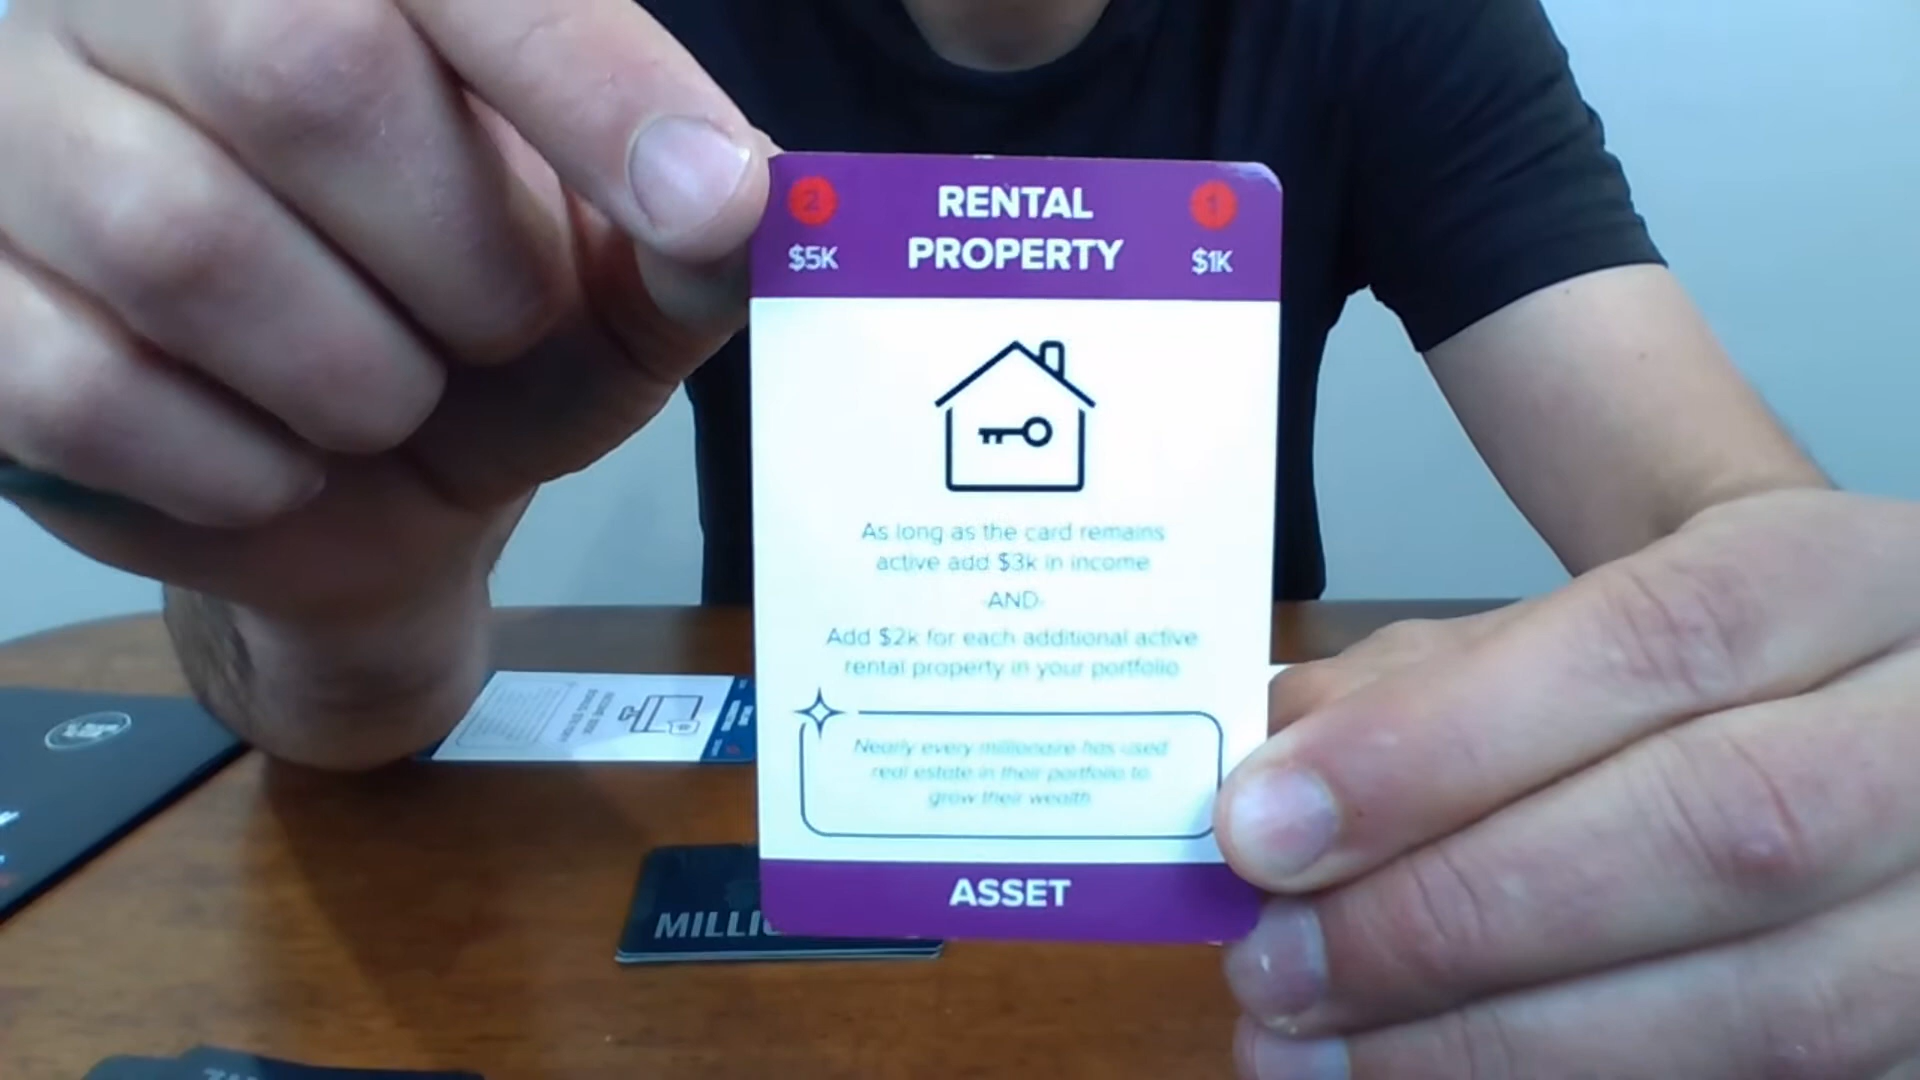 2
RENTAL
PROPERTY
1
$5K
$1K
As long as the card remains
active add $3k in income
-AND-
Add $2k for each additional active
rental property in your portfolio
Nearly every millionaire has used
real estate in their portfolio to
grow their wealth.
ASSET
MILLI